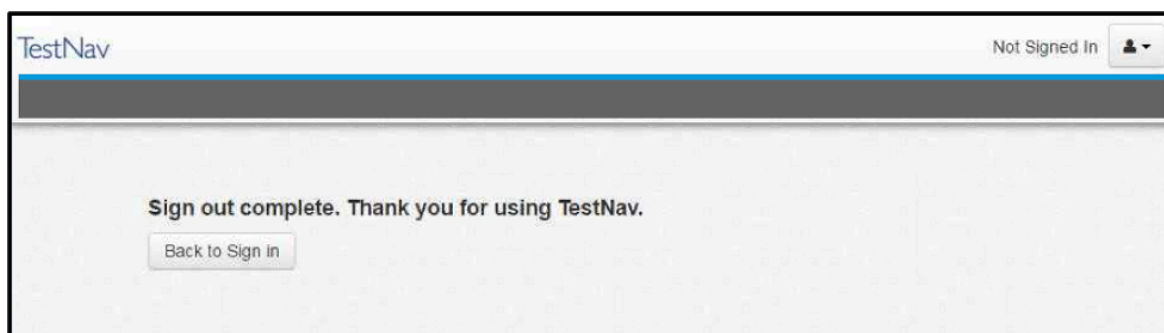 TestNav
Not Signed In
Sign out complete. Thank you for using TestNav.
Back to Sign in